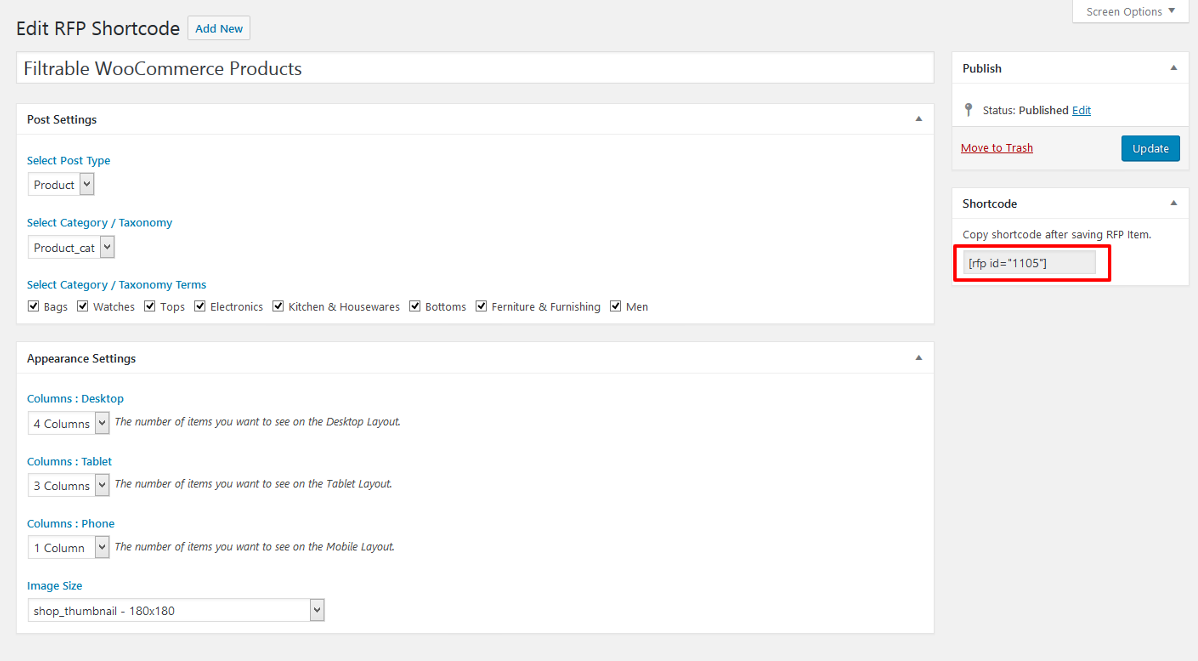 Screen Options
Edit RFP Shortcode Add New
Filtrable WooCommerce Products
Post Settings
Select Post Type
Product
Select Category / Taxonomy
Product_cat
Select Category / Taxonomy Terms
Bags Watches Tops Electronics Kitchen & Housewares Bottoms Ferniture & Furnishing Men
Appearance Settings
Columns : Desktop
4 Columns The number of items you want to see on the Desktop Layout.
Columns : Tablet
3 Columns The number of items you want to see on the Tablet Layout.
Columns : Phone
1 Column The number of items you want to see on the Mobile Layout.
Image Size
shop_thumbnail - 180x180
Publish
Status: Published Edit
Move to Trash Update
Shortcode
Copy shortcode after saving RFP Item.
[rfp id="1105"]